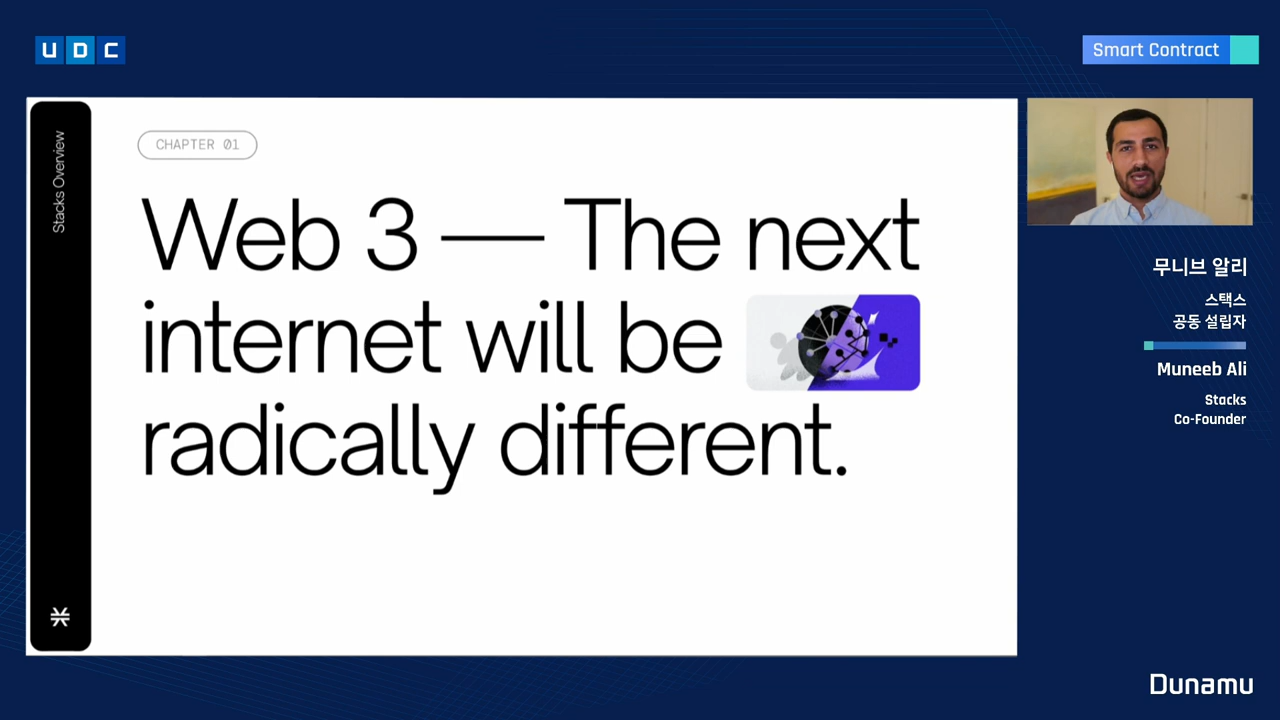 UDC
Smart Contract
Stacks Overview
CHAPTER 01
Web 3 — The next
internet will be
radically different.
무니브 알리
스택스
공동 설립자
Muneeb Ali
Stacks
Co-Founder
Dunamu